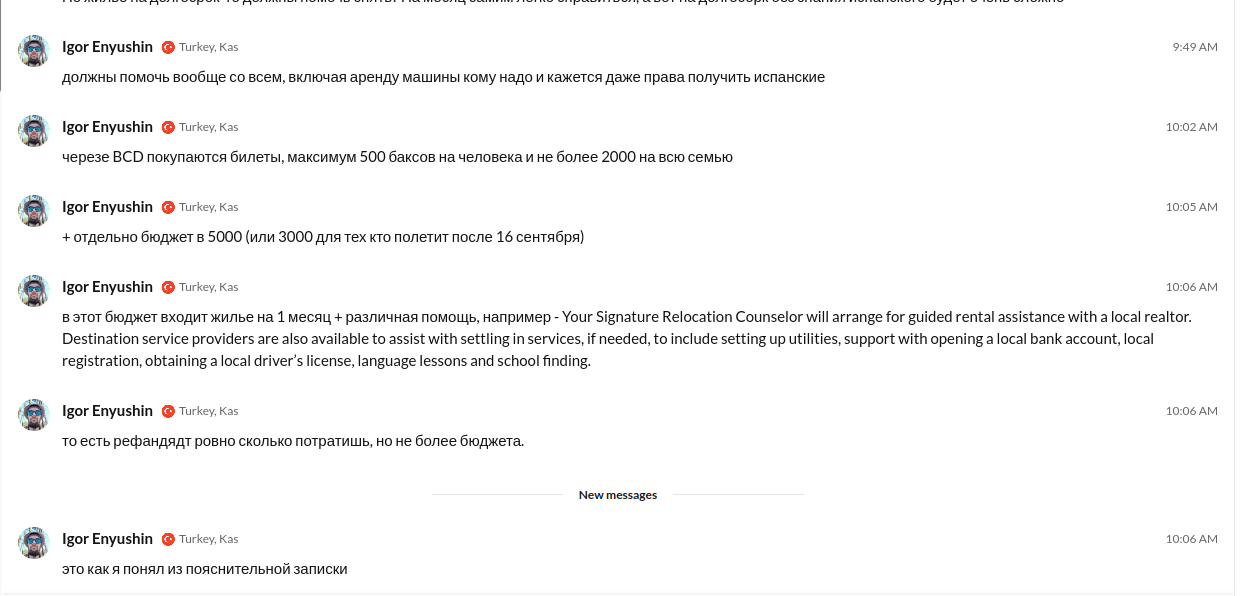 Igor Enyushin Turkey, Kas 9:49 AM
должны помочь вообще со всем, включая аренду машины кому надо и кажется даже права получить испанские
Igor Enyushin Turkey, Kas 10:02 AM
черезе BCD покупаются билеты, максимум 500 баксов на человека и не более 2000 на всю семью
Igor Enyushin Turkey, Kas 10:05 AM
+ отдельно бюджет в 5000 (или 3000 для тех кто полетит после 16 сентября)
Igor Enyushin Turkey, Kas 10:06 AM
в этот бюджет входит жилье на 1 месяц + различная помощь, например - Your Signature Relocation Counselor will arrange for guided rental assistance with a local realtor.
Destination service providers are also available to assist with settling in services, if needed, to include setting up utilities, support with opening a local bank account, local
registration, obtaining a local driver’s license, language lessons and school finding.
Igor Enyushin Turkey, Kas 10:06 AM
то есть рефандядт ровно сколько потратишь, но не более бюджета.
New messages
Igor Enyushin Turkey, Kas 10:06 AM
это как я понял из пояснительной записки